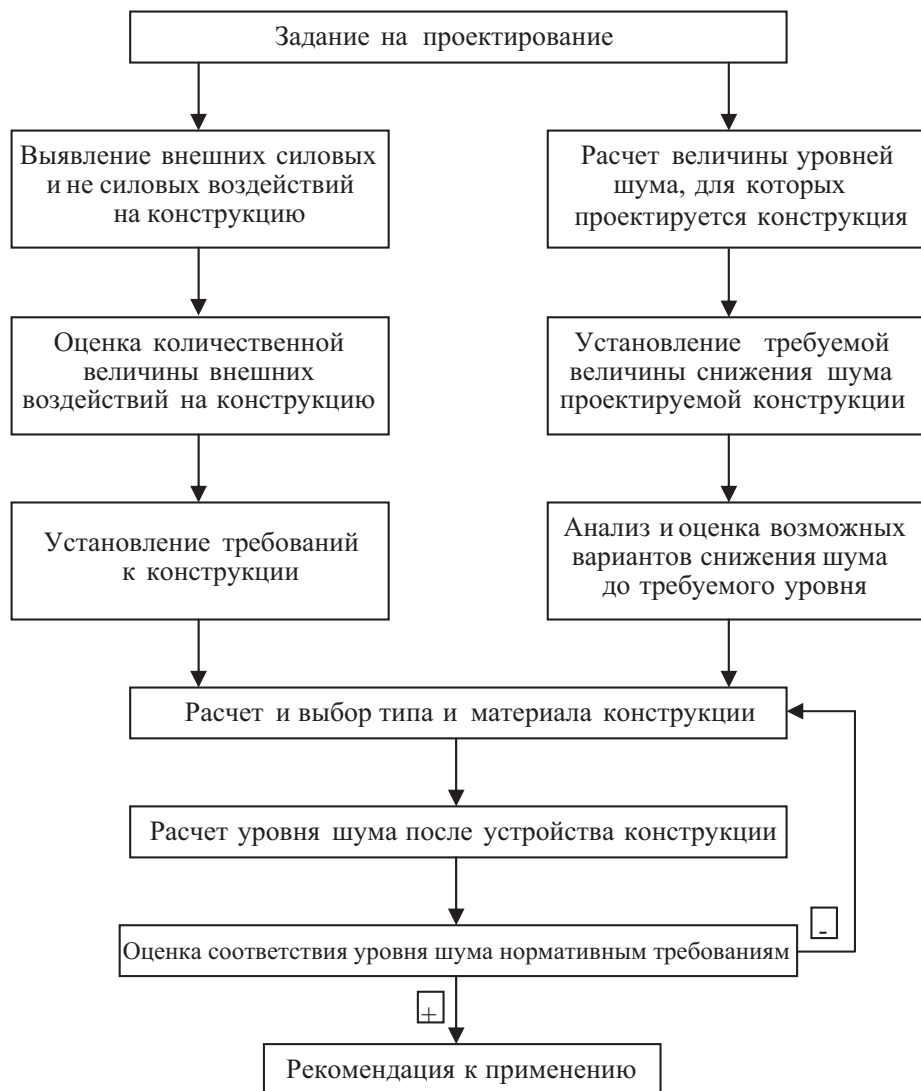 Задание на проектирование
Выявление внешних силовых
и не силовых воздействий
на конструкцию
Расчет величины уровней
шума, для которых
проектируется конструкция
Оценка количественной
величины внешних
воздействий на конструкцию
Установление требуемой
величины снижения шума
проектируемой конструкции
Установление требований
к конструкции
Анализ и оценка возможных
вариантов снижения шума
до требуемого уровня
Расчет и выбор типа и материала конструкции
Расчет уровня шума после устройства конструкции
Оценка соответствия уровня шума нормативным требованиям
-
+
Рекомендация к применению